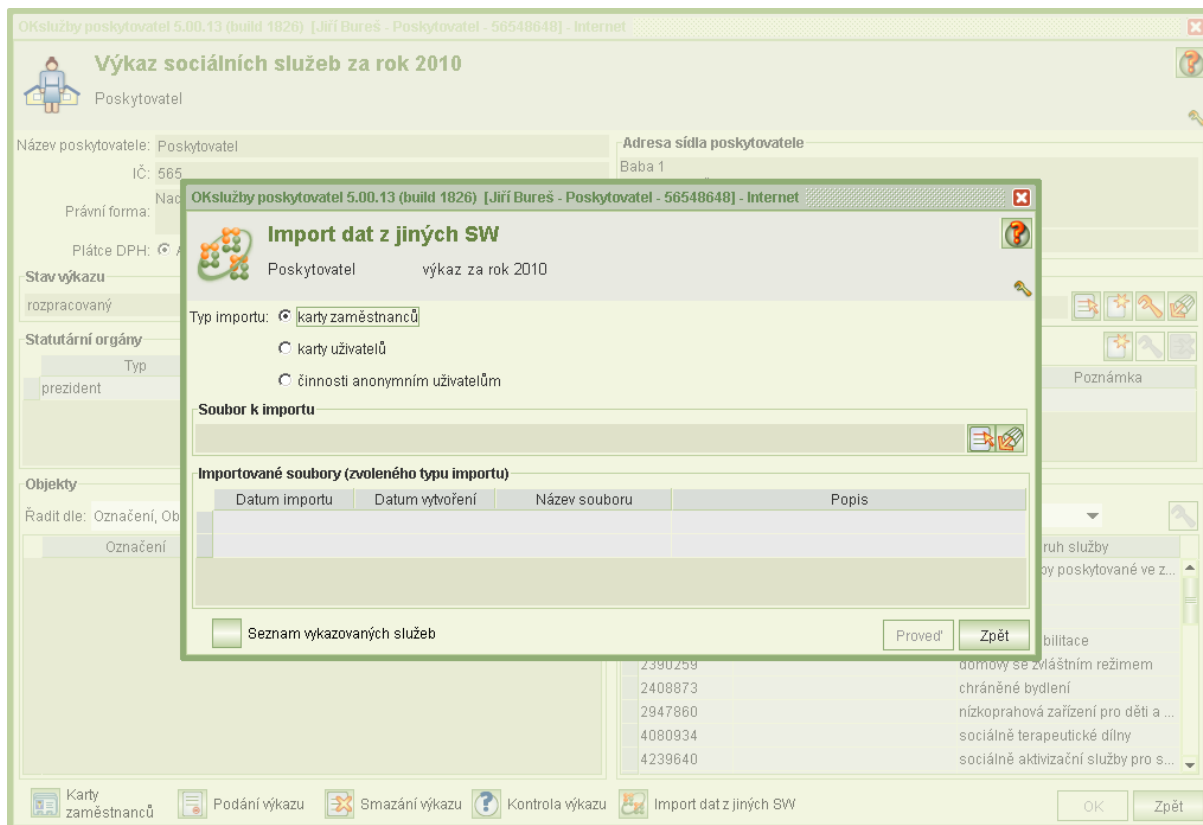 OKslužby poskytovatel 5.00.13 (build 1826) [Jiří Bureš - Poskytovatel - 56548648] - Internet
Výkaz sociálních služeb za rok 2010
Poskytovatel
Název poskytovatele: Poskytovatel
Adresa sídla poskytovatele
IČ: 565
Baba 1
Právní forma:
Plátce DPH:
Stav výkazu
rozpracovaný
Statutární orgány
Typ
Poznámka
prezident
OKslužby poskytovatel 5.00.13 (build 1826) [Jiří Bureš - Poskytovatel - 56548648] - Internet
Import dat z jiných SW
Poskytovatel výkaz za rok 2010
Typ importu: karty zaměstnanců
karty uživatelů
činnosti anonymním uživatelům
Soubor k importu
Importované soubory (zvoleného typu importu)
Datum importu Datum vytvoření Název souboru Popis
Seznam vykazovaných služeb
Proveď Zpět
Objekty
Řadit dle: Označení, Ob
Označení
ruh služby
by poskytované ve z...
bilitace
2390259 domovy se zvláštním režimem
2408873 chráněné bydlení
2947860 nízkoprahová zařízení pro děti a ...
4080934 sociálně terapeutické dílny
4239640 sociálně aktivizační služby pro s...
Karty zaměstnanců
Podání výkazu
Smazání výkazu
Kontrola výkazu
Import dat z jiných SW
OK
Zpět